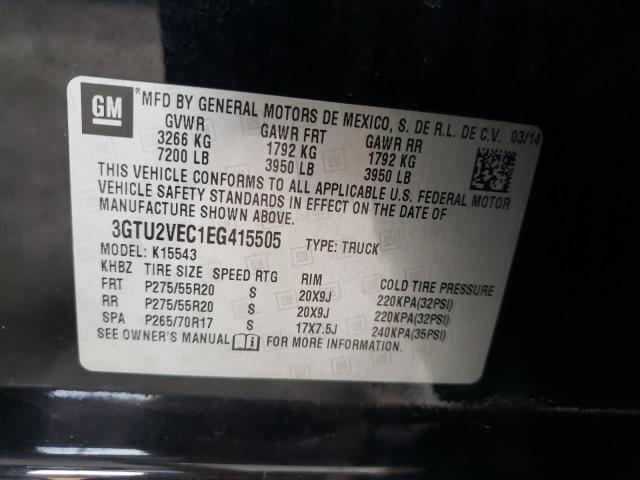 GM
®MFD BY GENERAL MOTORS DE MEXICO, S. DE R.L. DE C.V. 03/14
GVWR GAWR FRT GAWR RR
3266 KG 1792 KG 1792 KG
7200 LB 3950 LB 3950 LB
THIS VEHICLE CONFORMS TO ALL APPLICABLE U.S. FEDERAL MOTOR
VEHICLE SAFETY STANDARDS IN EFFECT ON THE DATE OF
MANUFACTURE SHOWN ABOVE.
3GTU2VEC1EG415505 TYPE: TRUCK
MODEL: K15543
KHBZ TIRE SIZE SPEED RTG RIM COLD TIRE PRESSURE
FRT P275/55R20 S 20X9J 220KPA(32PSI)
RR P275/55R20 S 20X9J 220KPA(32PSI)
SPA P265/70R17 S 17X7.5J 240KPA(35PSI)
SEE OWNER'S MANUAL FOR MORE INFORMATION.